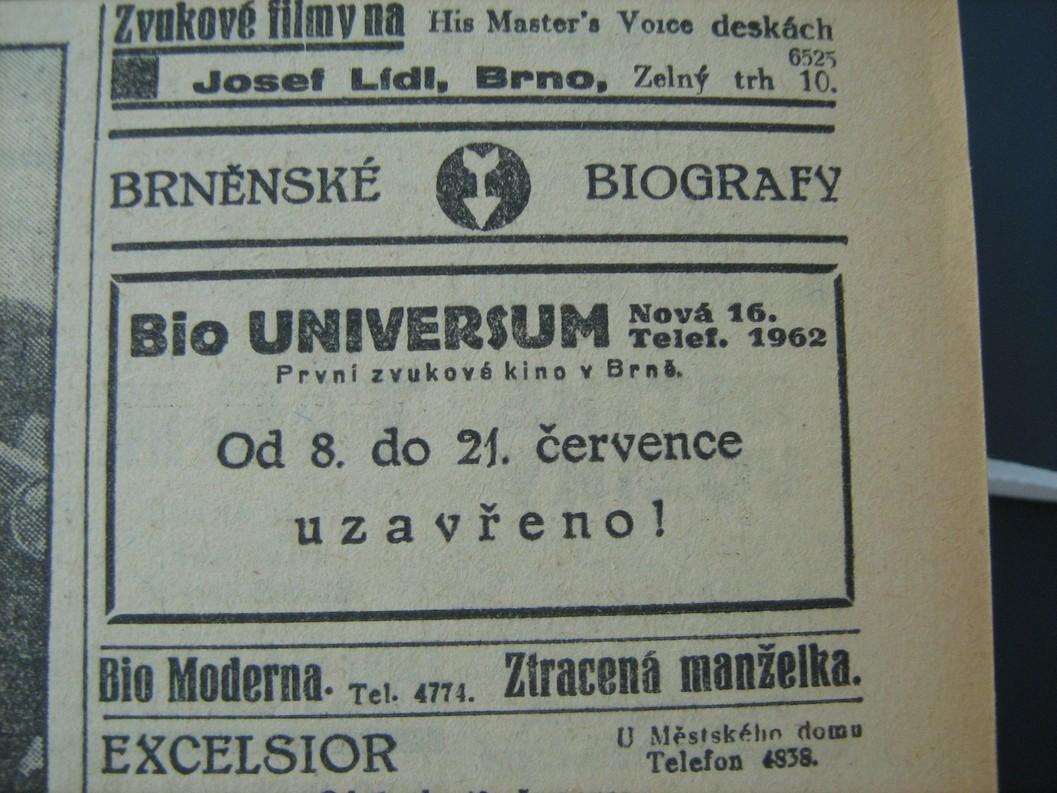 Zvukové filmy na His Master's Voice deskách
6525
Josef Lídl, Brno, Zelný trh 10.
BRNĚNSKÉ BIOGRAFY
Bio UNIVERSUM Nová 16.
Telef. 1962
První zvukové kino v Brně.
Od 8. do 21. července
uzavřeno!
Bio Moderna. Tel. 4774. Ztracená manželka.
EXCELSIOR U Městského domu
Telefon 4838.